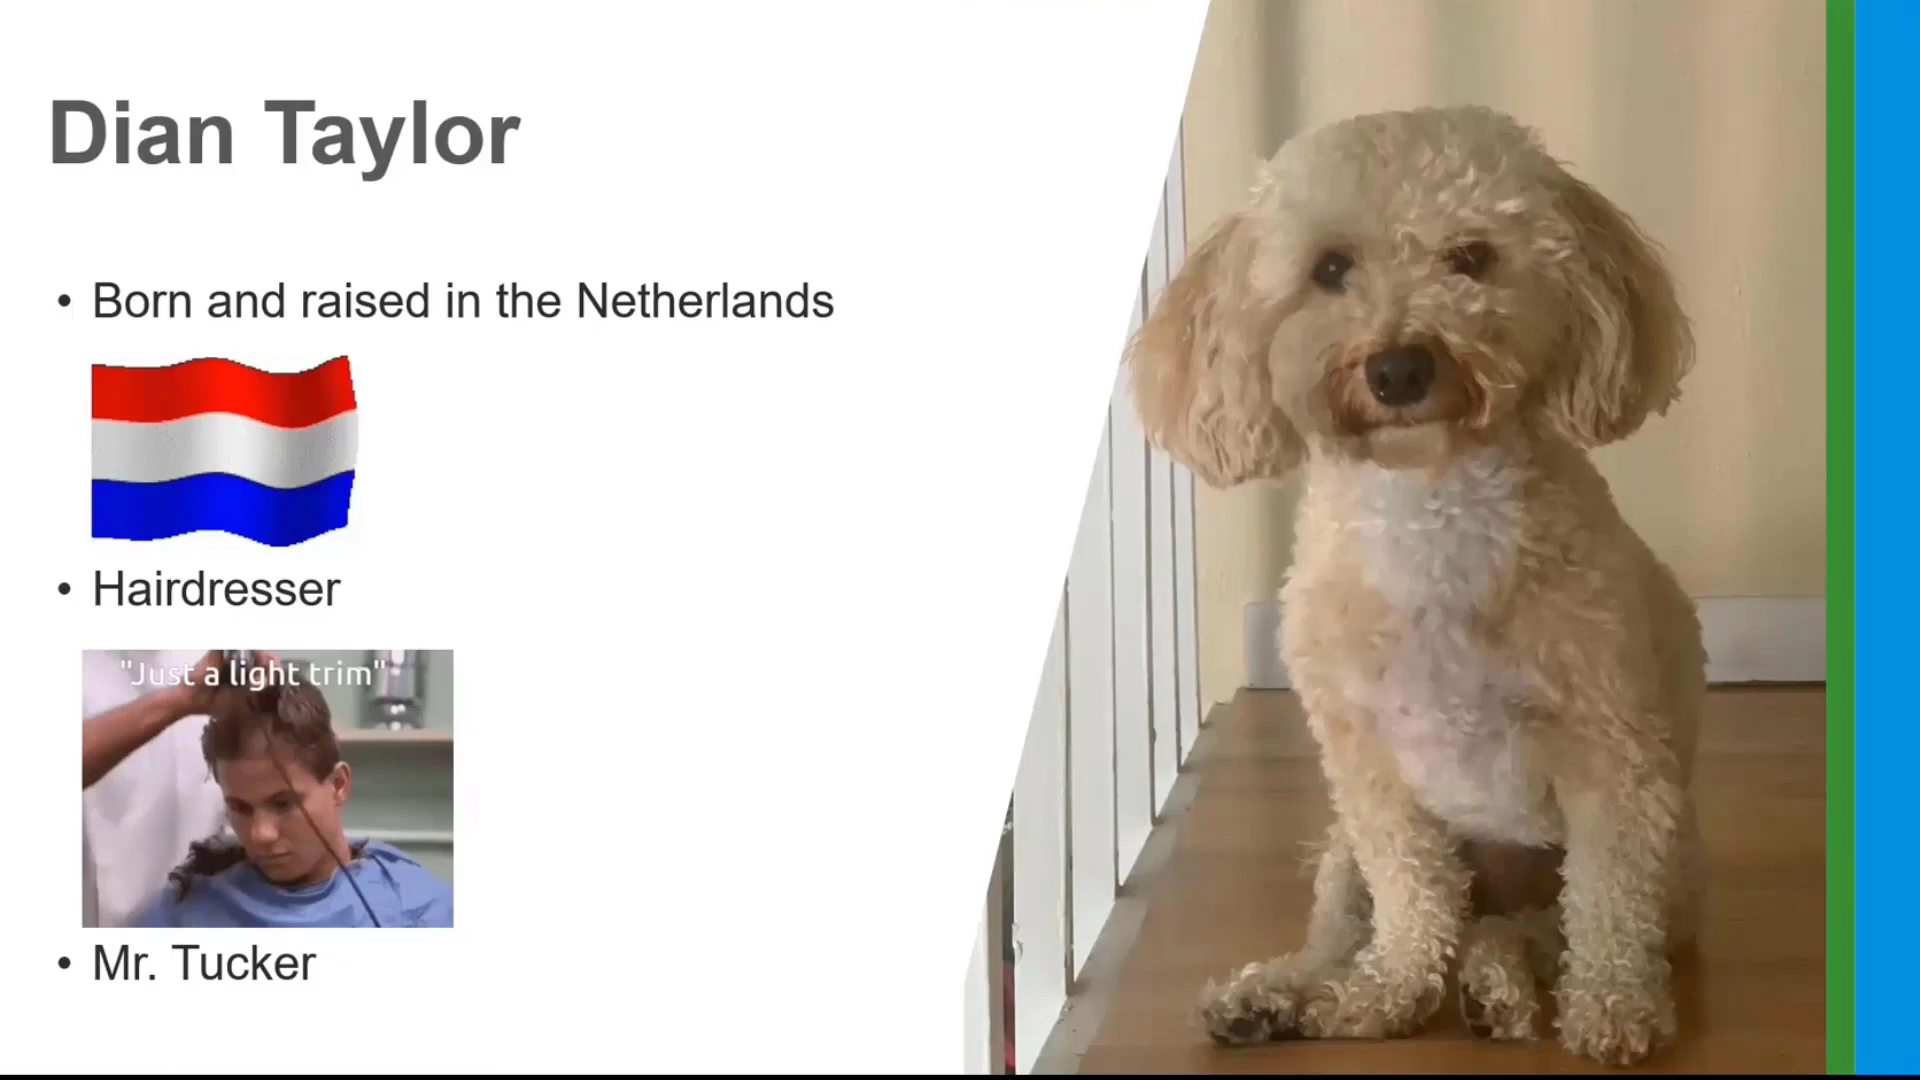 Dian Taylor
• Born and raised in the Netherlands
• Hairdresser
"Just a light trim"
• Mr. Tucker